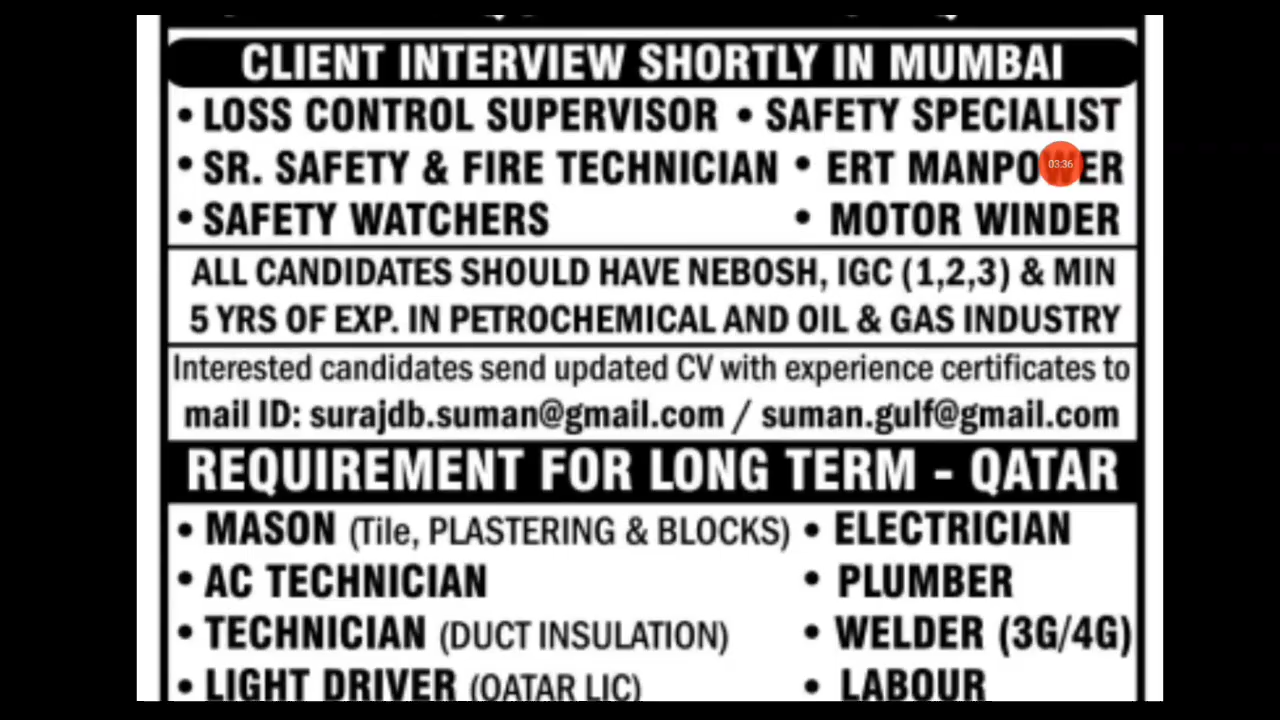 CLIENT INTERVIEW SHORTLY IN MUMBAI
• LOSS CONTROL SUPERVISOR • SAFETY SPECIALIST
• SR. SAFETY & FIRE TECHNICIAN • ERT MANPOWER
03:36
• SAFETY WATCHERS • MOTOR WINDER
ALL CANDIDATES SHOULD HAVE NEBOSH, IGC (1,2,3) & MIN
5 YRS OF EXP. IN PETROCHEMICAL AND OIL & GAS INDUSTRY
Interested candidates send updated CV with experience certificates to
mail ID: surajdb.suman@gmail.com / suman.gulf@gmail.com
REQUIREMENT FOR LONG TERM - QATAR
• MASON (Tile, PLASTERING & BLOCKS) • ELECTRICIAN
• AC TECHNICIAN • PLUMBER
• TECHNICIAN (DUCT INSULATION) • WELDER (3G/4G)
• LIGHT DRIVER (QATAR LIC) • LABOUR